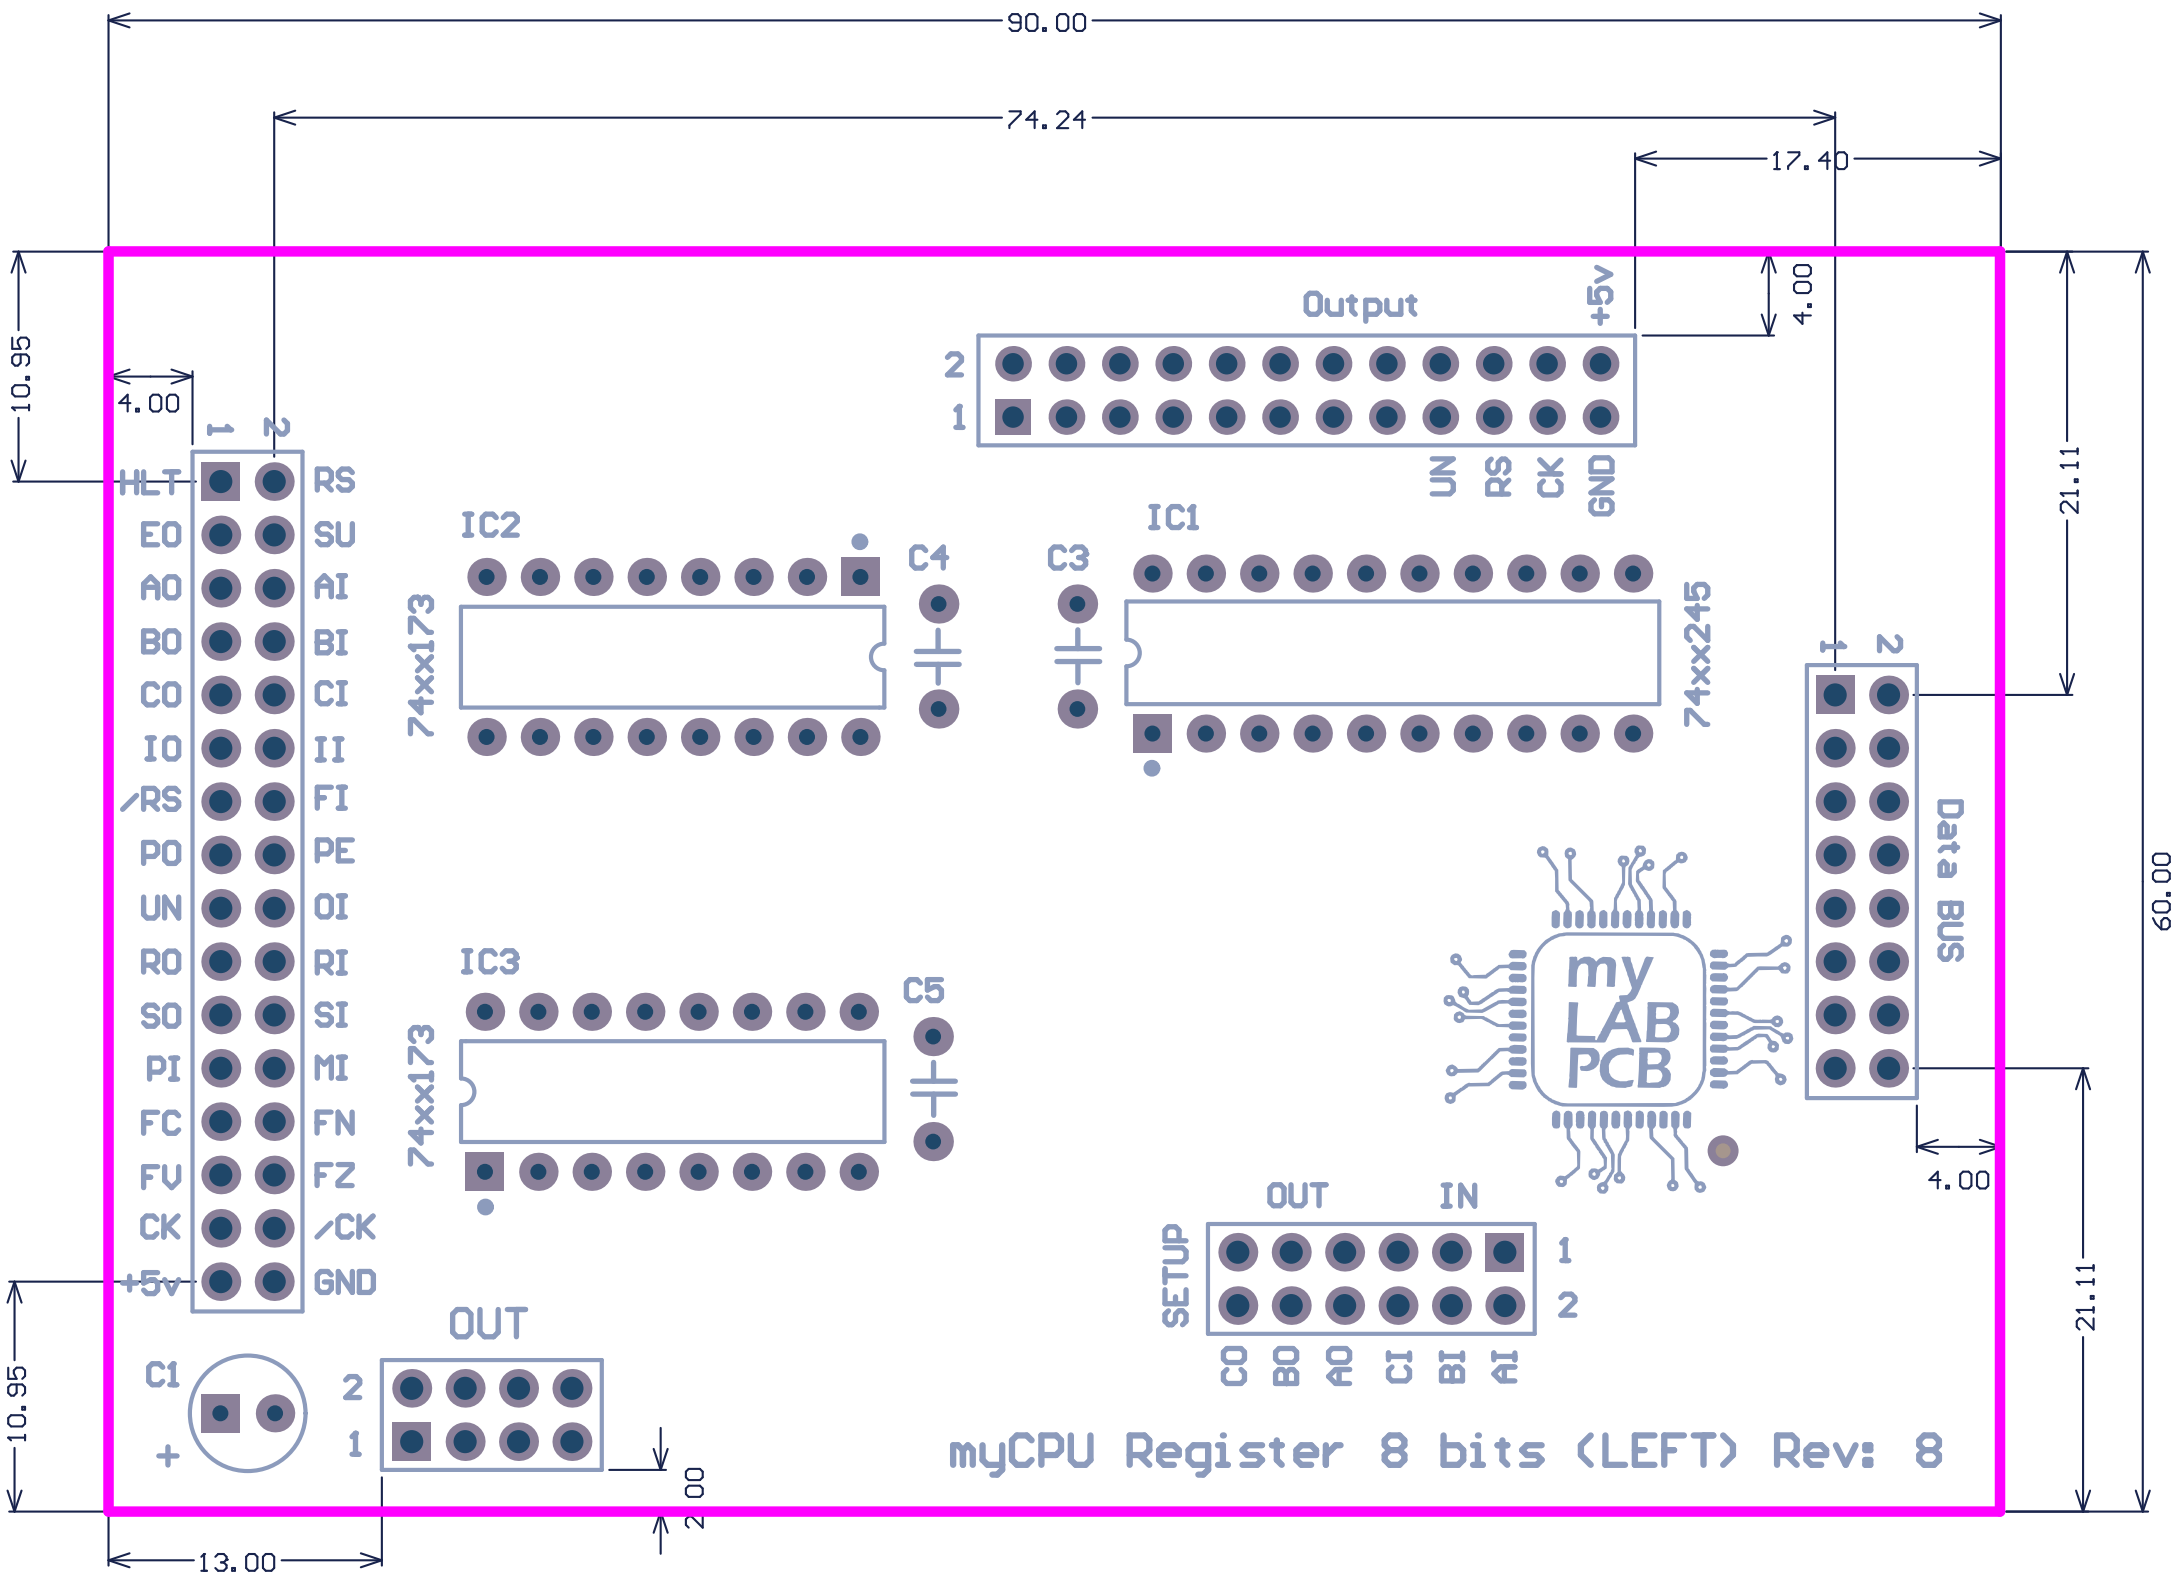 90.00
74.24
17.40
4.00
10.95
4.00
21.11
60.00
Output
+5v
2
1
UN RS CK GND
1 2
HLT RS
EO SU
AO AI
BO BI
CO CI
IO II
/RS FI
PO PE
UN OI
RO RI
SO SI
PI MI
FC FN
FV FZ
CK /CK
+5v GND
IC2
74xx173
C4
C3
IC1
74xx245
1 2
Data BUS
IC3
74xx173
C5
my
LAB
PCB
4.00
21.11
OUT IN
SETUP
1
2
CO BO AO CI BI AI
10.95
C1
+
OUT
2
1
2.00
13.00
myCPU Register 8 bits (LEFT) Rev: 8